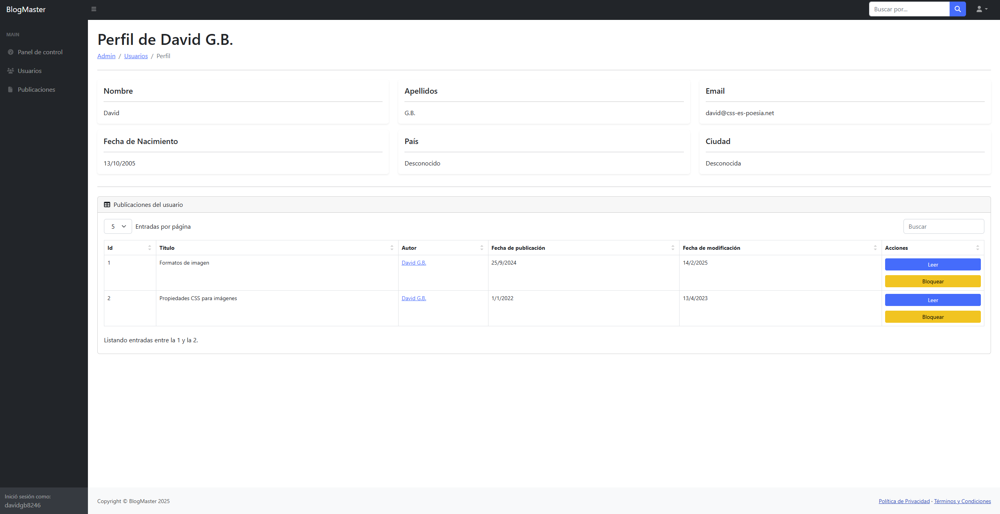 BlogMaster
Buscar por...
MAIN
Panel de control
Usuarios
Publicaciones
Inició sesión como:
davidgb8246
Perfil de David G.B.
Admin / Usuarios / Perfil
Nombre
David
Apellidos
G.B.
Email
david@css-es-poesia.net
Fecha de Nacimiento
13/10/2005
País
Desconocido
Ciudad
Desconocida
Publicaciones del usuario
5 Entradas por página
Buscar
Id Titulo Autor Fecha de publicación Fecha de modificación Acciones
1 Formatos de imagen David G.B. 25/9/2024 14/2/2025 Leer
Bloquear
2 Propiedades CSS para imágenes David G.B. 1/1/2022 13/4/2023 Leer
Bloquear
Listando entradas entre la 1 y la 2.
Copyright © BlogMaster 2025
Política de Privacidad · Términos y Condiciones